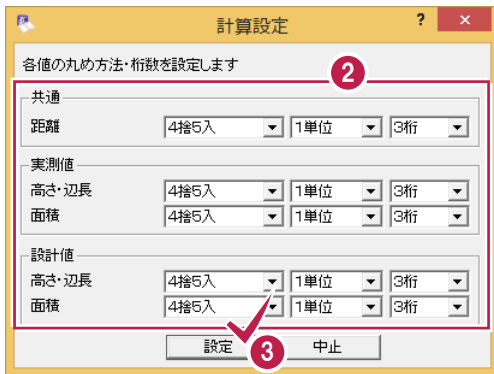 計算設定 ? ×
各値の丸め方法・桁数を設定します
2
共通
距離 4捨5入 1単位 3桁
実測値
高さ・辺長 4捨5入 1単位 3桁
面積 4捨5入 1単位 3桁
設計値
高さ・辺長 4捨5入 1単位 3桁
面積 4捨5入 1単位 3桁
設定 3 中止